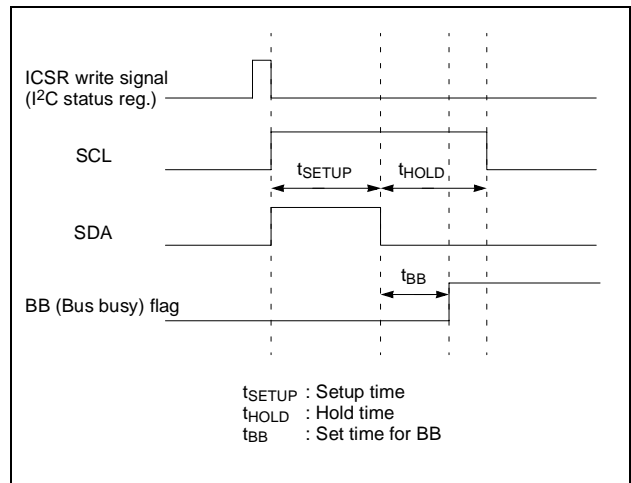 ICSR write signal
(I²C status reg.)
SCL
tSETUP
tHOLD
SDA
tBB
BB (Bus busy) flag
tSETUP : Setup time
tHOLD : Hold time
tBB : Set time for BB